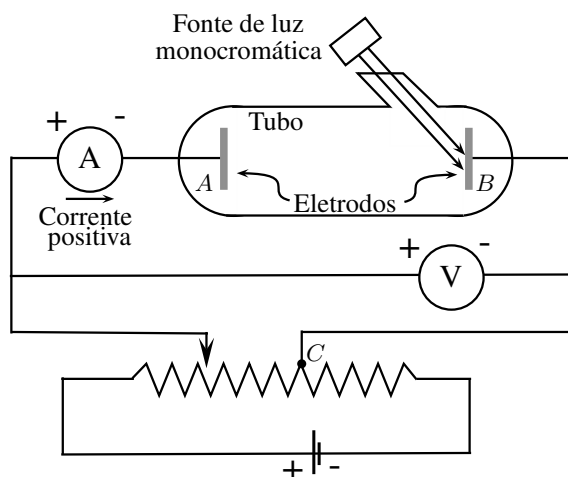 Fonte de luz
monocromática
Tubo
+ -
A
A
B
Corrente
positiva
Eletrodos
+ -
V
C
+ -